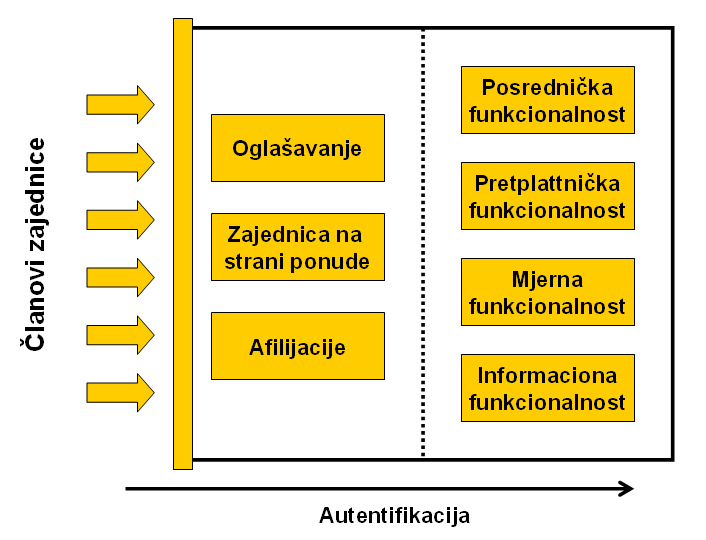 Članovi zajednice
Oglašavanje
Zajednica na
strani ponude
Afilijacije
Posrednička
funkcionalnost
Pretplattnička
funkcionalnost
Mjerna
funkcionalnost
Informaciona
funkcionalnost
Autentifikacija